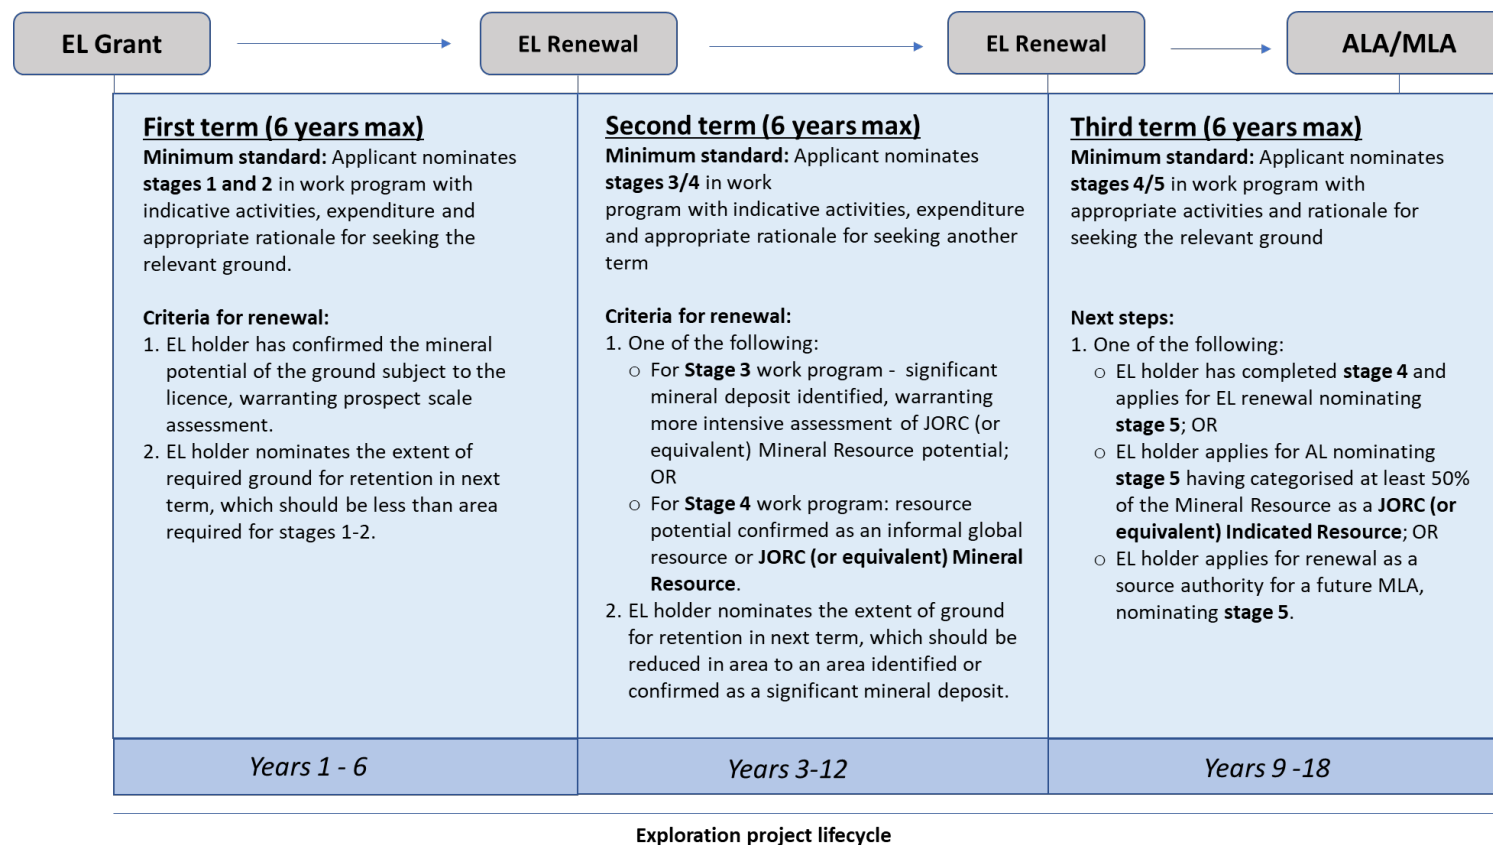 EL Grant
EL Renewal
EL Renewal
ALA/MLA
First term (6 years max)
Minimum standard: Applicant nominates
stages 1 and 2 in work program with
indicative activities, expenditure and
appropriate rationale for seeking the
relevant ground.
Criteria for renewal:
1. EL holder has confirmed the mineral
potential of the ground subject to the
licence, warranting prospect scale
assessment.
2. EL holder nominates the extent of
required ground for retention in next
term, which should be less than area
required for stages 1-2.
Second term (6 years max)
Minimum standard: Applicant nominates
stages 3/4 in work
program with indicative activities, expenditure
and appropriate rationale for seeking another
term
Criteria for renewal:
1. One of the following:
o For Stage 3 work program - significant
mineral deposit identified, warranting
more intensive assessment of JORC (or
equivalent) Mineral Resource potential;
OR
o For Stage 4 work program: resource
potential confirmed as an informal global
resource or JORC (or equivalent) Mineral
Resource.
2. EL holder nominates the extent of ground
for retention in next term, which should be
reduced in area to an area identified or
confirmed as a significant mineral deposit.
Third term (6 years max)
Minimum standard: Applicant nominates
stages 4/5 in work program with
appropriate activities and rationale for
seeking the relevant ground
Next steps:
1. One of the following:
o EL holder has completed stage 4 and
applies for EL renewal nominating
stage 5; OR
o EL holder applies for AL nominating
stage 5 having categorised at least 50%
of the Mineral Resource as a JORC (or
equivalent) Indicated Resource; OR
o EL holder applies for renewal as a
source authority for a future MLA,
nominating stage 5.
Years 1 - 6
Years 3-12
Years 9 -18
Exploration project lifecycle